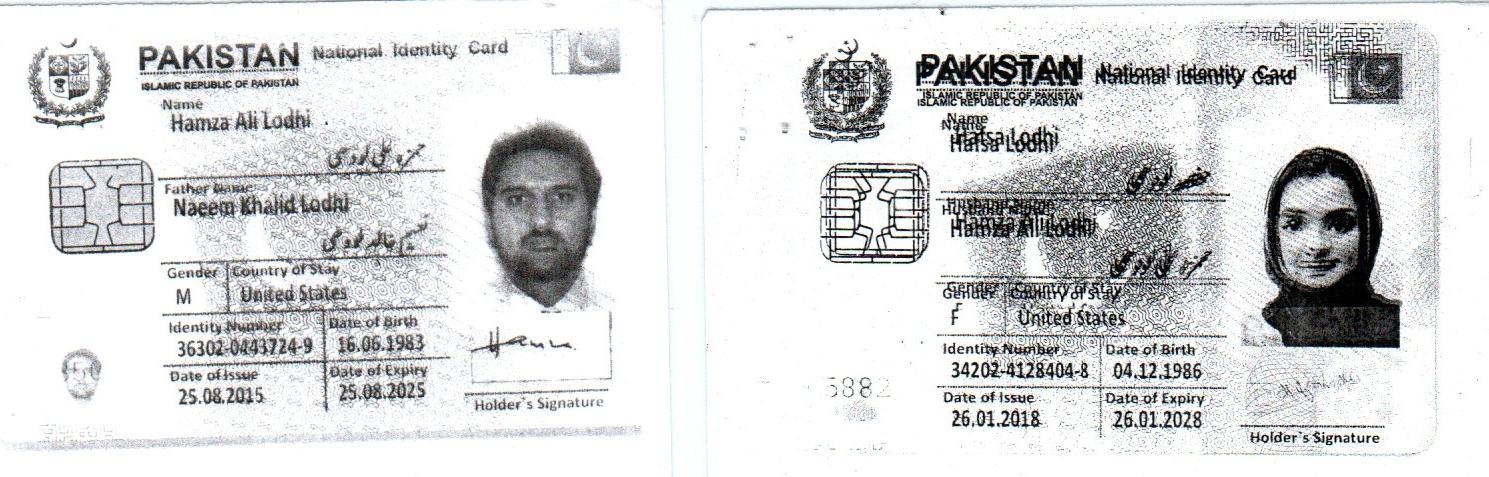 PAKISTAN National Identity Card
ISLAMIC REPUBLIC OF PAKISTAN
Name
Hamza Ali Lodhi
حمزہ علی لودھی
Father Name
Naeem Khalid Lodhi
نعیم خالد لودھی
Gender Country of Stay
M United States
Identity Number Date of Birth
36302-0443724-9 16.06.1983
Date of Issue Date of Expiry
25.08.2015 25.08.2025
Hamza
Holder's Signature
PAKISTAN National Identity Card
ISLAMIC REPUBLIC OF PAKISTAN
Name
Hafsa Lodhi
حفصہ لودھی
Husband Name
Hamza Ali Lodhi
حمزہ علی لودھی
Gender Country of Stay
F United States
Identity Number Date of Birth
34202-4128404-8 04.12.1986
5882
Date of Issue Date of Expiry
26.01.2018 26.01.2028
Holder's Signature